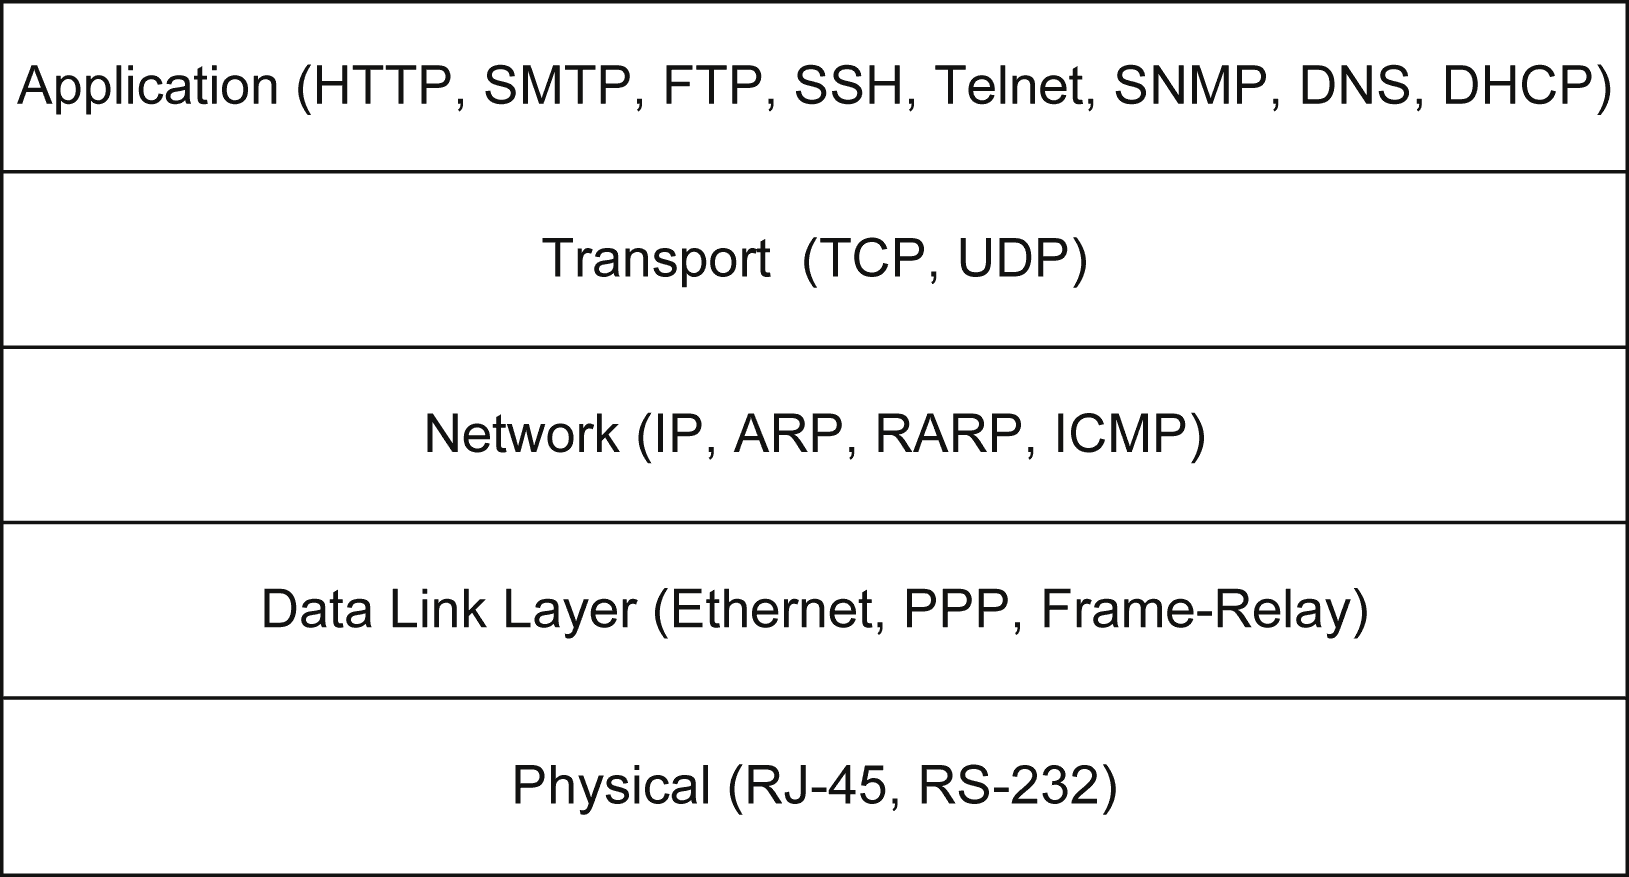 Application (HTTP, SMTP, FTP, SSH, Telnet, SNMP, DNS, DHCP)
Transport (TCP, UDP)
Network (IP, ARP, RARP, ICMP)
Data Link Layer (Ethernet, PPP, Frame-Relay)
Physical (RJ-45, RS-232)